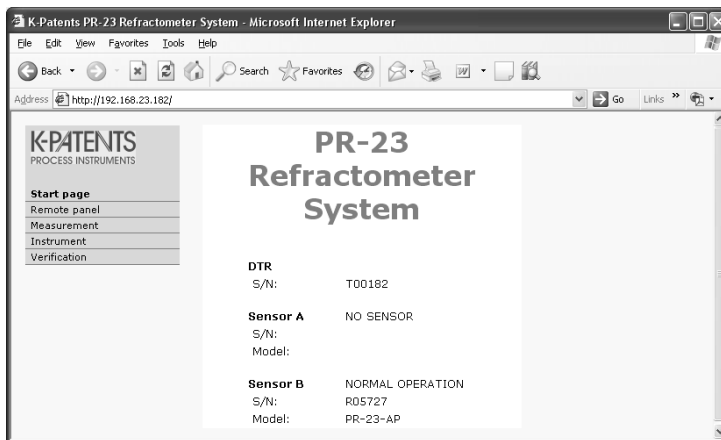 K-Patents PR-23 Refractometer System - Microsoft Internet Explorer
File Edit View Favorites Tools Help
Back Search Favorites
Address http://192.168.23.182/ Go Links »
K-PATENTS
PROCESS INSTRUMENTS
Start page
Remote panel
Measurement
Instrument
Verification
PR-23
Refractometer
System
DTR
S/N: T00182
Sensor A NO SENSOR
S/N:
Model:
Sensor B NORMAL OPERATION
S/N: R05727
Model: PR-23-AP